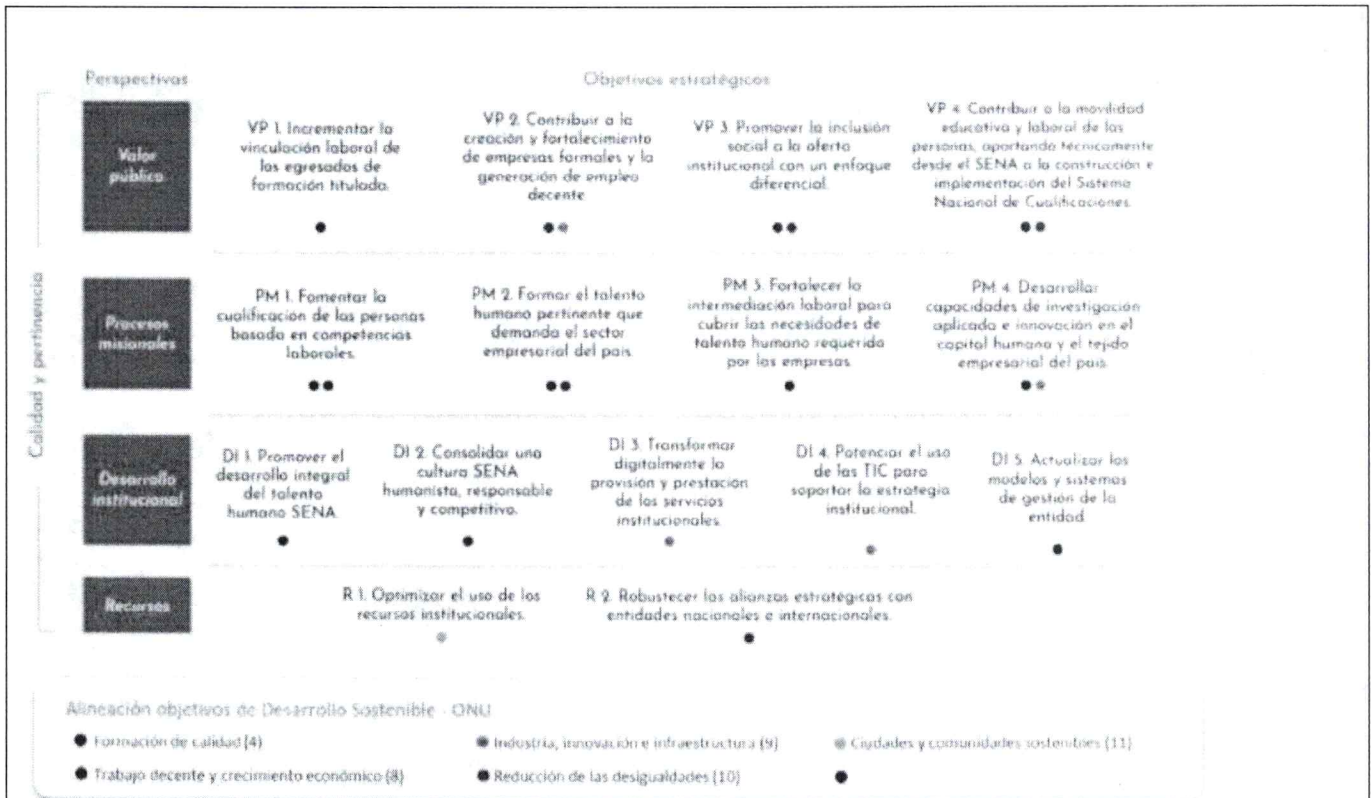 Perspectivas
Objetivos estratégicos
Calidad y pertinencia
Valor
público
VP 1. Incrementar la
vinculación laboral de
los egresados de
formación titulada.
VP 2. Contribuir a la
creación y fortalecimiento
de empresas formales y la
generación de empleo
decente
VP 3. Promover la inclusión
social a la oferta
institucional con un enfoque
diferencial.
VP 4. Contribuir a la movilidad
educativa y laboral de las
personas, aportando técnicamente
desde el SENA a la construcción e
implementación del Sistema
Nacional de Cualificaciones.
Procesos
misionales
PM 1. Fomentar la
cualificación de las personas
basada en competencias
laborales.
PM 2. Formar el talento
humano pertinente que
demanda el sector
empresarial del país.
PM 3. Fortalecer la
intermediación laboral para
cubrir las necesidades de
talento humano requerido
por las empresas.
PM 4. Desarrollar
capacidades de investigación
aplicada e innovación en el
capital humano y el tejido
empresarial del país.
Desarrollo
institucional
DI 1. Promover el
desarrollo integral
del talento
humano SENA.
DI 2. Consolidar una
cultura SENA
humanista, responsable
y competitiva.
DI 3. Transformar
digitalmente la
provisión y prestación
de los servicios
institucionales.
DI 4. Potenciar el uso
de las TIC para
soportar la estrategia
institucional.
DI 5. Actualizar los
modelos y sistemas
de gestión de la
entidad.
Recursos
R 1. Optimizar el uso de los
recursos institucionales.
R 2. Robustecer las alianzas estratégicas con
entidades nacionales e internacionales.
Alineación objetivos de Desarrollo Sostenible - ONU
Formación de calidad (4)
Industria, innovación e infraestructura (9)
Ciudades y comunidades sostenibles (11)
Trabajo decente y crecimiento económico (8)
Reducción de las desigualdades (10)